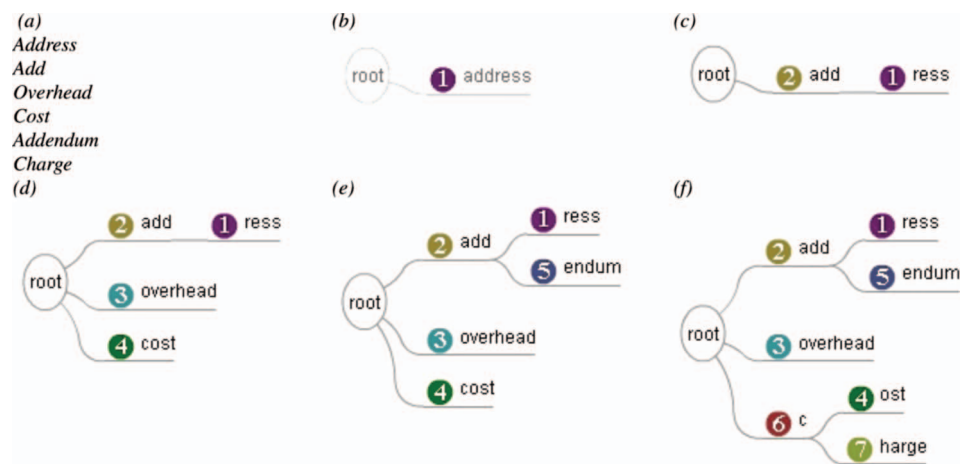 (a)
Address
Add
Overhead
Cost
Addendum
Charge
(b)
root
1 address
(c)
root
2 add
1 ress
(d)
root
2 add
1 ress
3 overhead
4 cost
(e)
root
2 add
1 ress
5 endum
3 overhead
4 cost
(f)
root
2 add
1 ress
5 endum
3 overhead
6 c
4 ost
7 harge